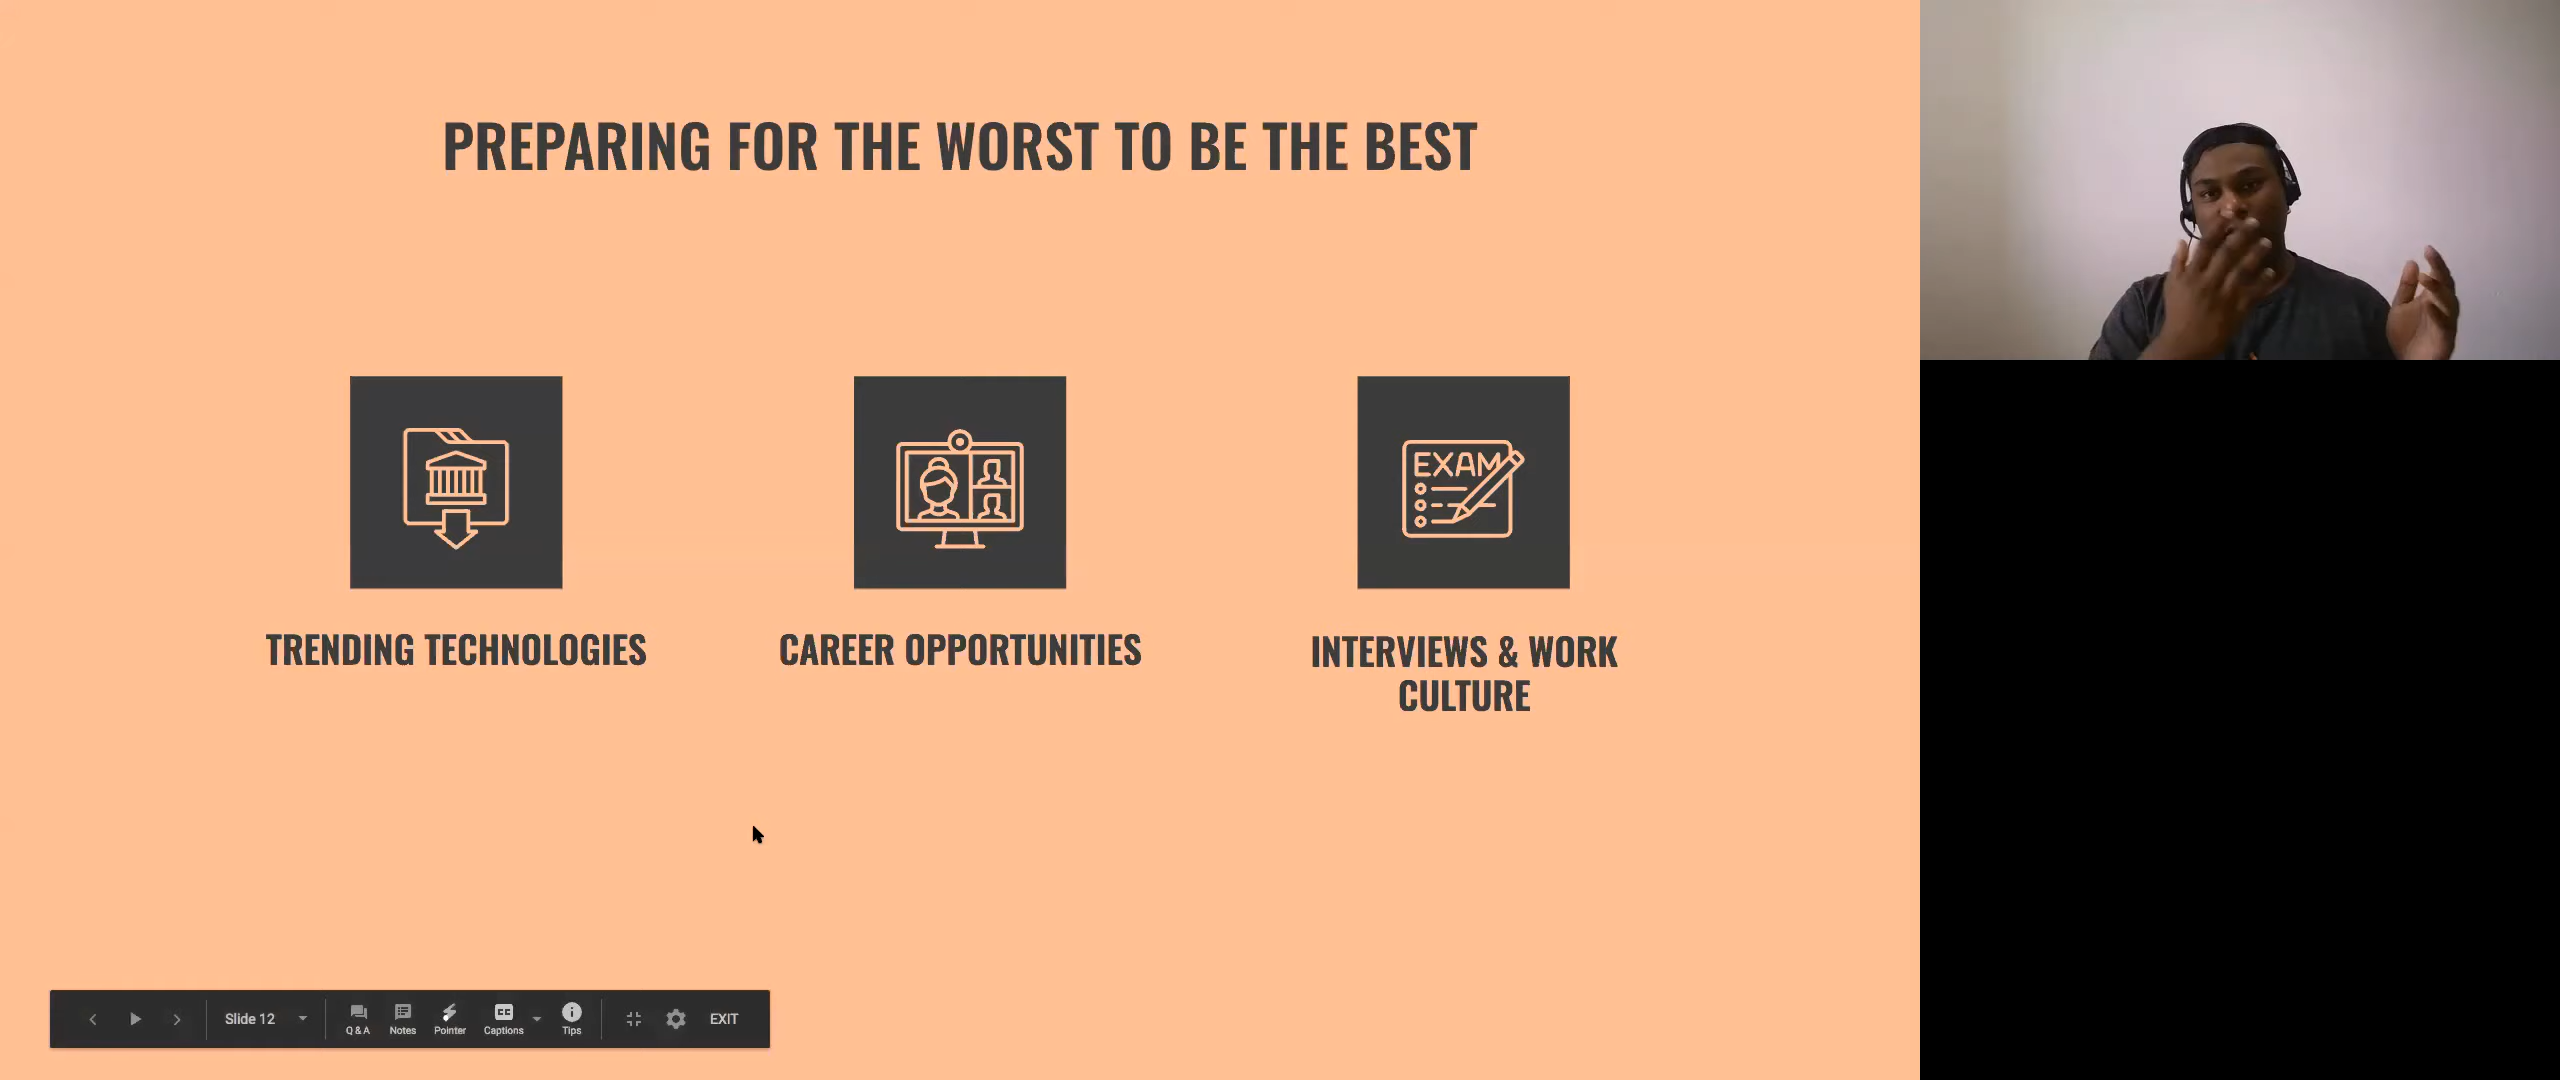 PREPARING FOR THE WORST TO BE THE BEST
EXAM
TRENDING TECHNOLOGIES
CAREER OPPORTUNITIES
INTERVIEWS & WORK
CULTURE
Slide 12
Q & A
Notes
Pointer
CC
Captions
Tips
EXIT